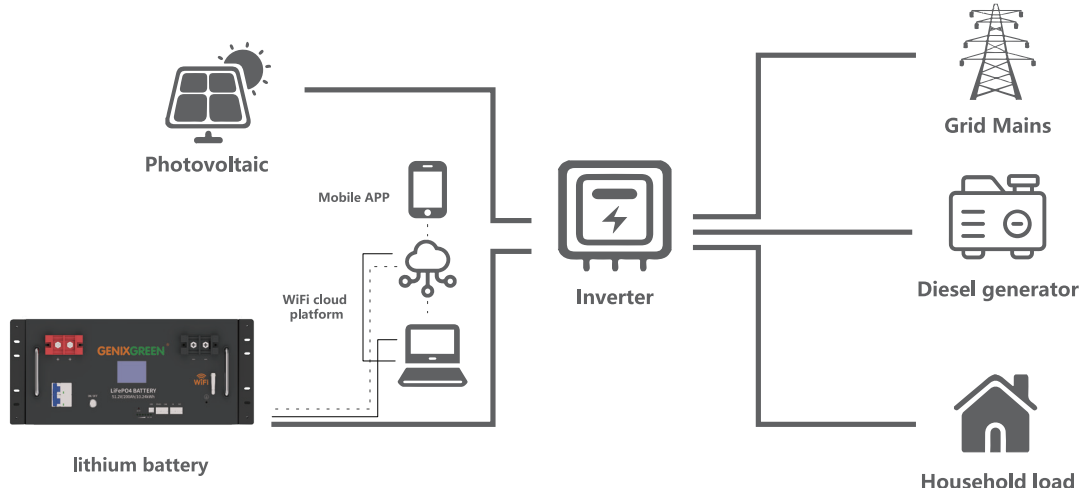 Photovoltaic
Mobile APP
WiFi cloud
platform
GENIXGREEN
WiFi
LiFePO4 BATTERY
lithium battery
Inverter
Grid Mains
Diesel generator
Household load